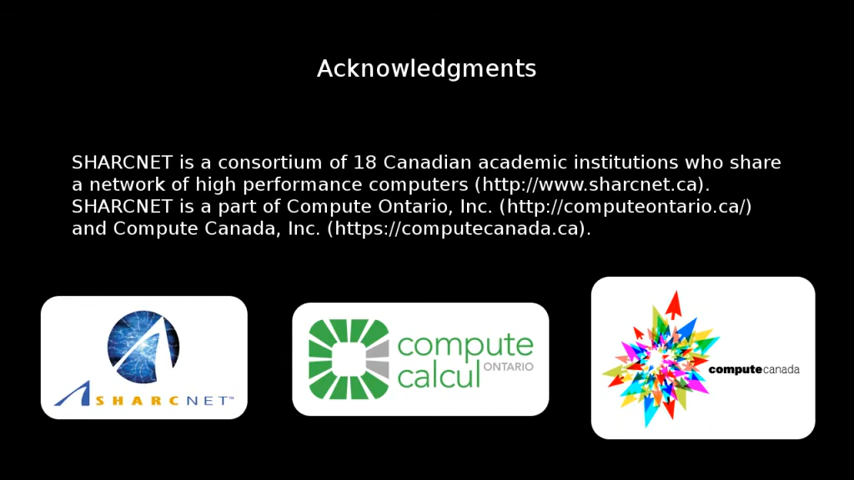 Acknowledgments
SHARCNET is a consortium of 18 Canadian academic institutions who share
a network of high performance computers (http://www.sharcnet.ca).
SHARCNET is a part of Compute Ontario, Inc. (http://computeontario.ca/)
and Compute Canada, Inc. (https://computecanada.ca).
SHARCNET™
compute
calcul ONTARIO
computecanada